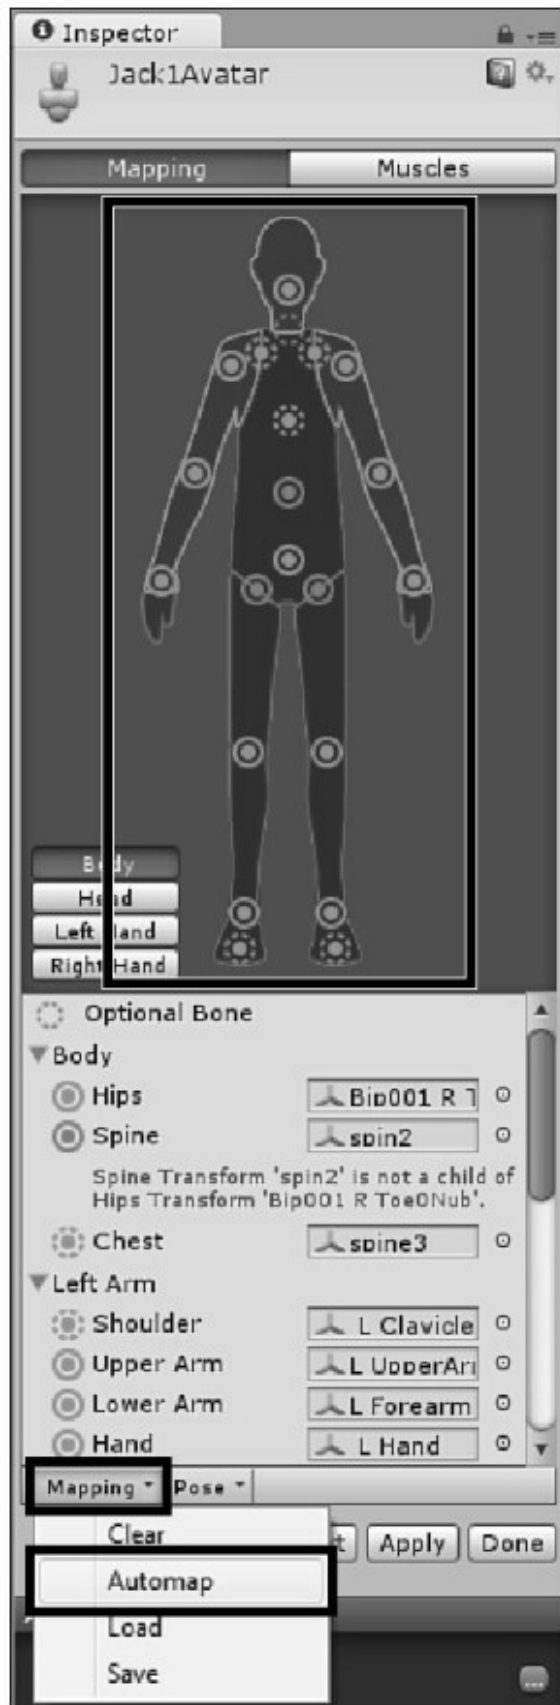 Inspector
Jack1Avatar
Mapping Muscles
Body
Head
Left Hand
Right Hand
Optional Bone
Body
Hips Bip001 R T
Spine spin2
Spine Transform 'spin2' is not a child of
Hips Transform 'Bip001 R Toe0Nub'.
Chest spine3
Left Arm
Shoulder L Clavicle
Upper Arm L UpperAr
Lower Arm L Forearm
Hand L Hand
Mapping Pose
Clear
t Apply Done
Automap
Load
Save